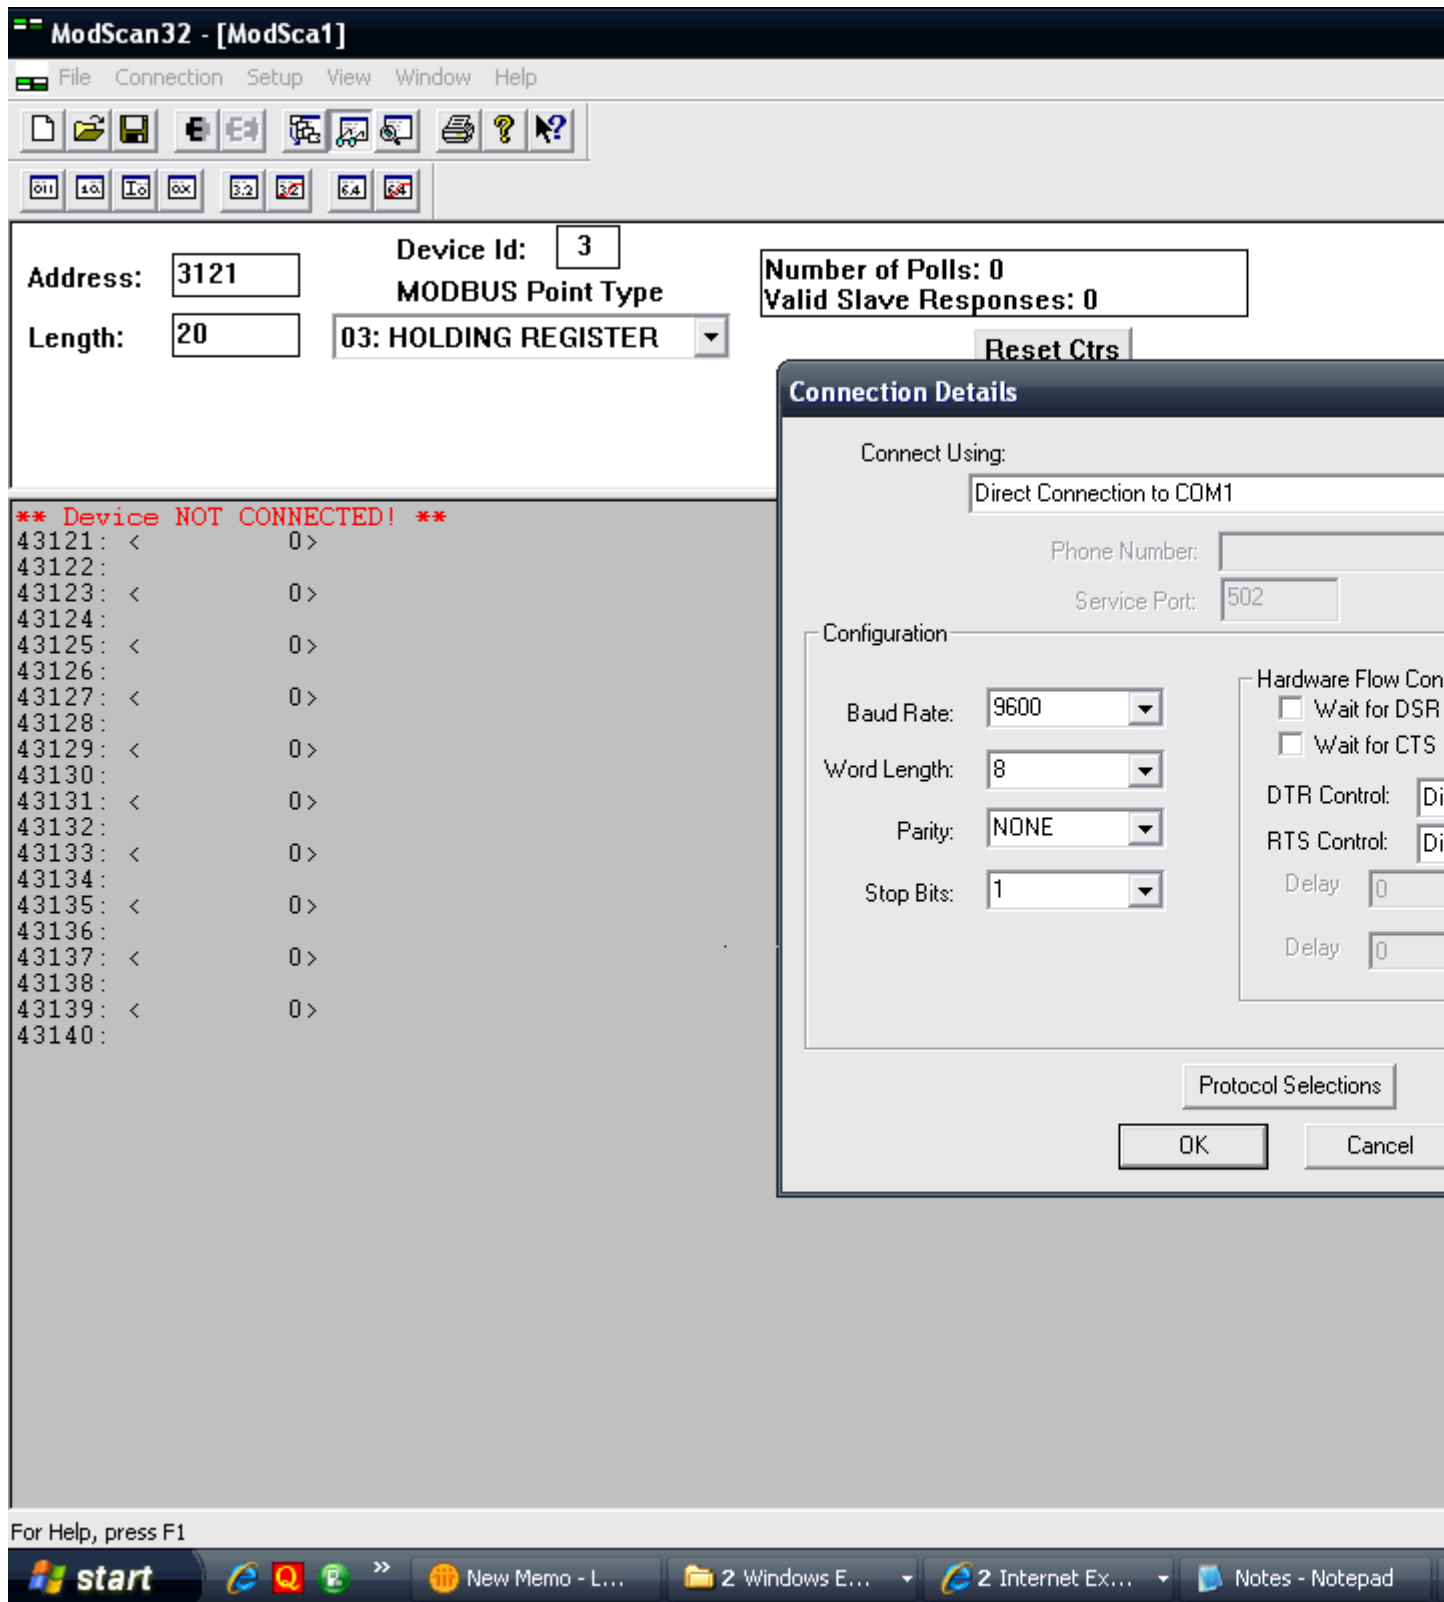 ModScan32 - [ModSca1]
File Connection Setup View Window Help
Address: 3121
Device Id: 3
MODBUS Point Type
Length: 20
03: HOLDING REGISTER
Number of Polls: 0
Valid Slave Responses: 0
Reset Ctrs
** Device NOT CONNECTED! **
43121: < 0>
43122:
43123: < 0>
43124:
43125: < 0>
43126:
43127: < 0>
43128:
43129: < 0>
43130:
43131: < 0>
43132:
43133: < 0>
43134:
43135: < 0>
43136:
43137: < 0>
43138:
43139: < 0>
43140:
Connection Details
Connect Using:
Direct Connection to COM1
Phone Number:
Service Port: 502
Configuration
Baud Rate: 9600
Word Length: 8
Parity: NONE
Stop Bits: 1
Hardware Flow Con
Wait for DSR
Wait for CTS
DTR Control: Di
RTS Control: Di
Delay 0
Delay 0
Protocol Selections
OK Cancel
For Help, press F1
start
Q
»
New Memo - L...
2 Windows E...
2 Internet Ex...
Notes - Notepad